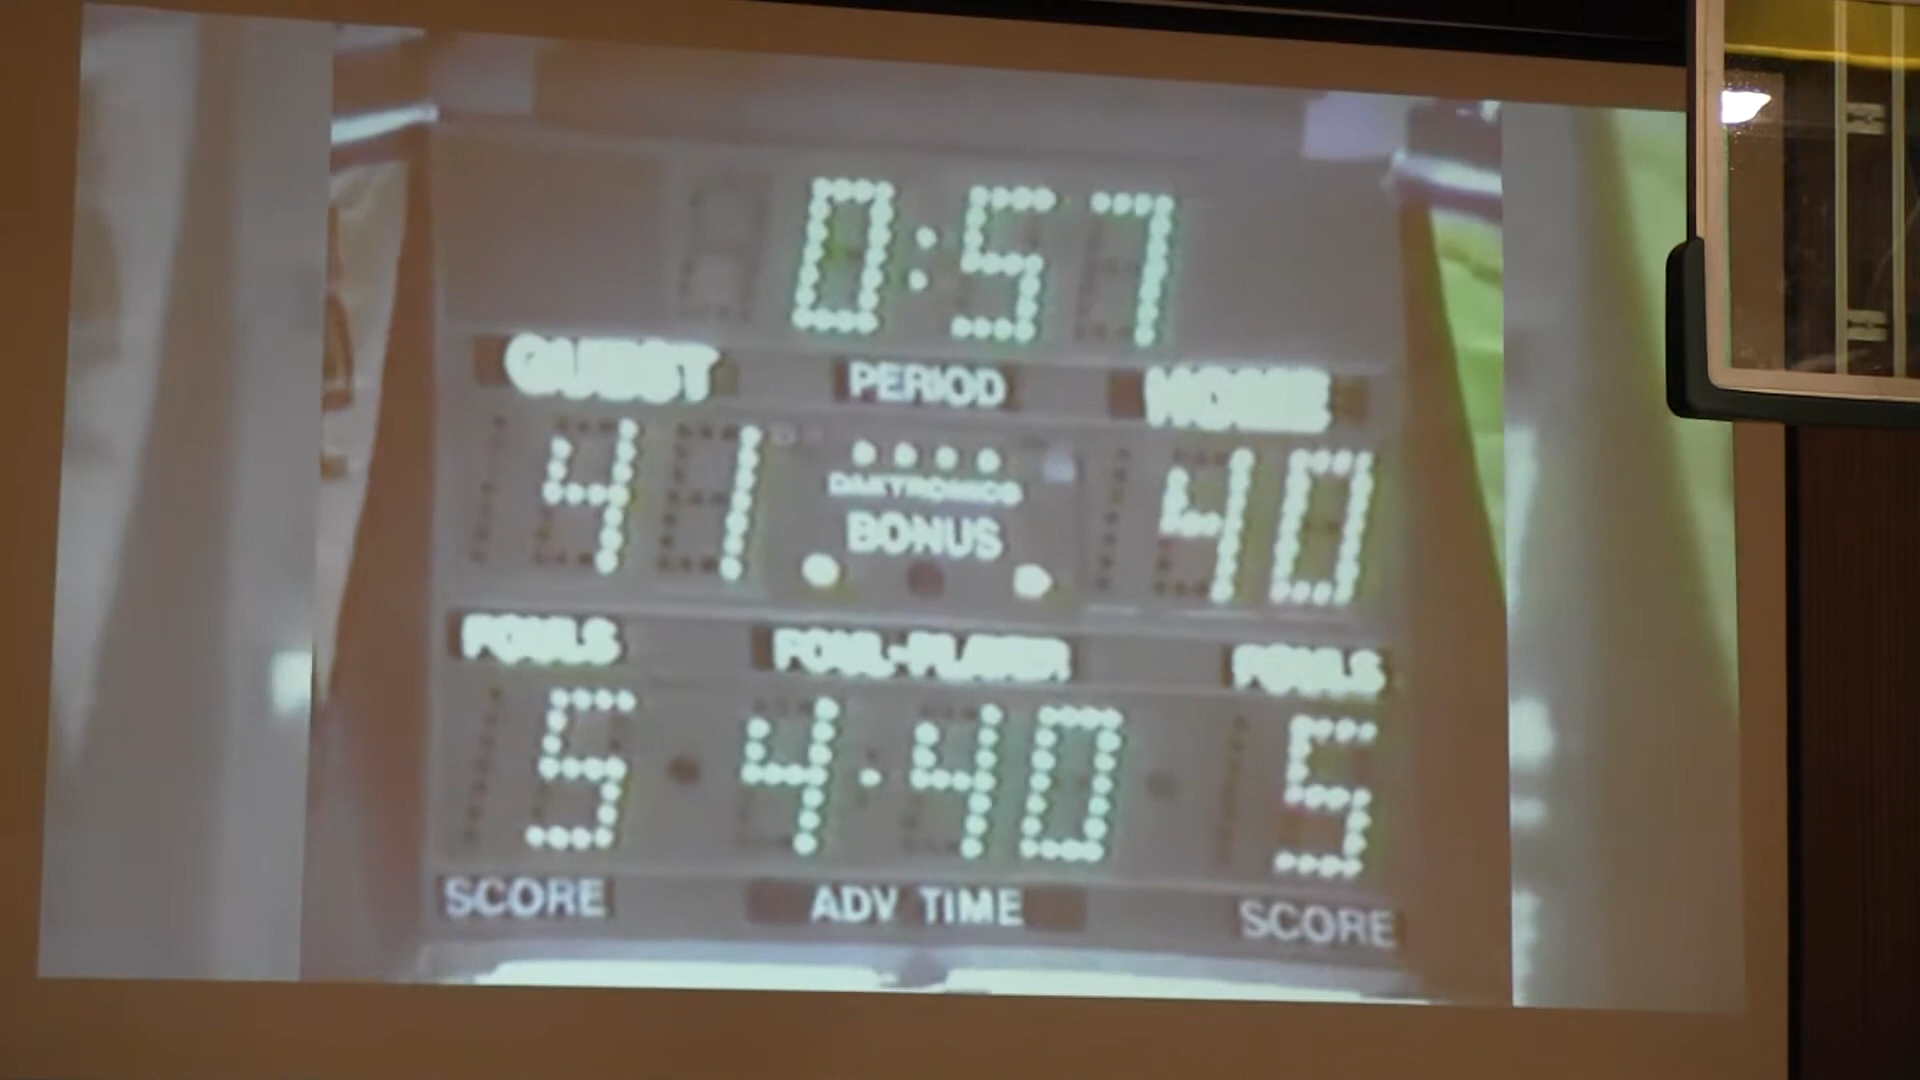 0:57
GUEST PERIOD HOME
41 40
DAKTRONICS
BONUS
FOULS FOUL-PLAYER FOULS
5 4 40 5
SCORE ADV TIME SCORE